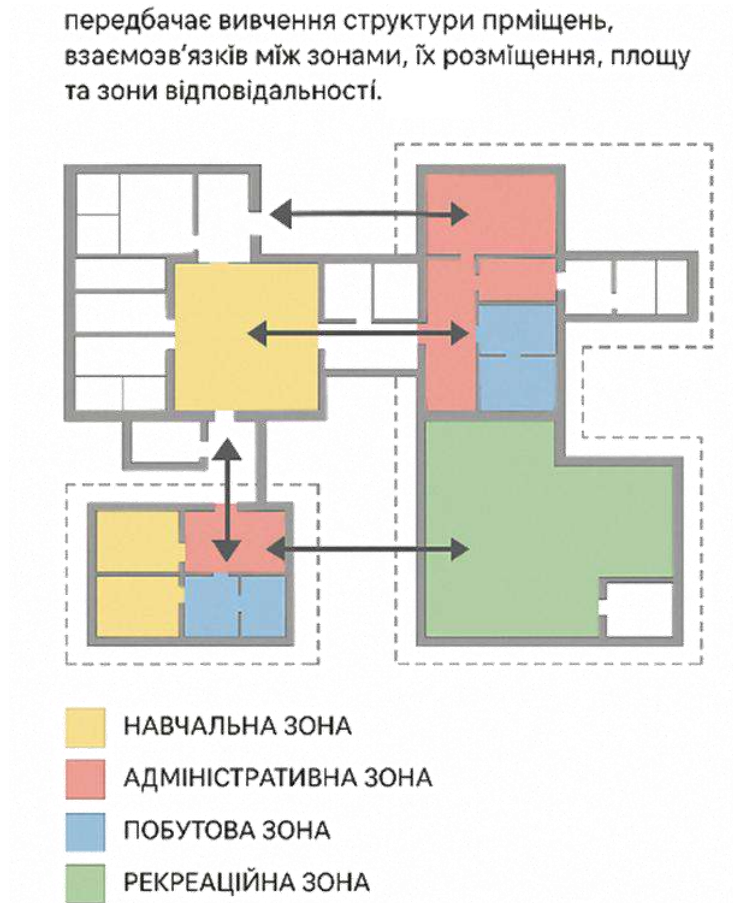 передбачає вивчення структури прміщень,
взаємозв’язків між зонами, їх розміщення, площу
та зони відповідальності.
НАВЧАЛЬНА ЗОНА
АДМІНІСТРАТИВНА ЗОНА
ПОБУТОВА ЗОНА
РЕКРЕАЦІЙНА ЗОНА